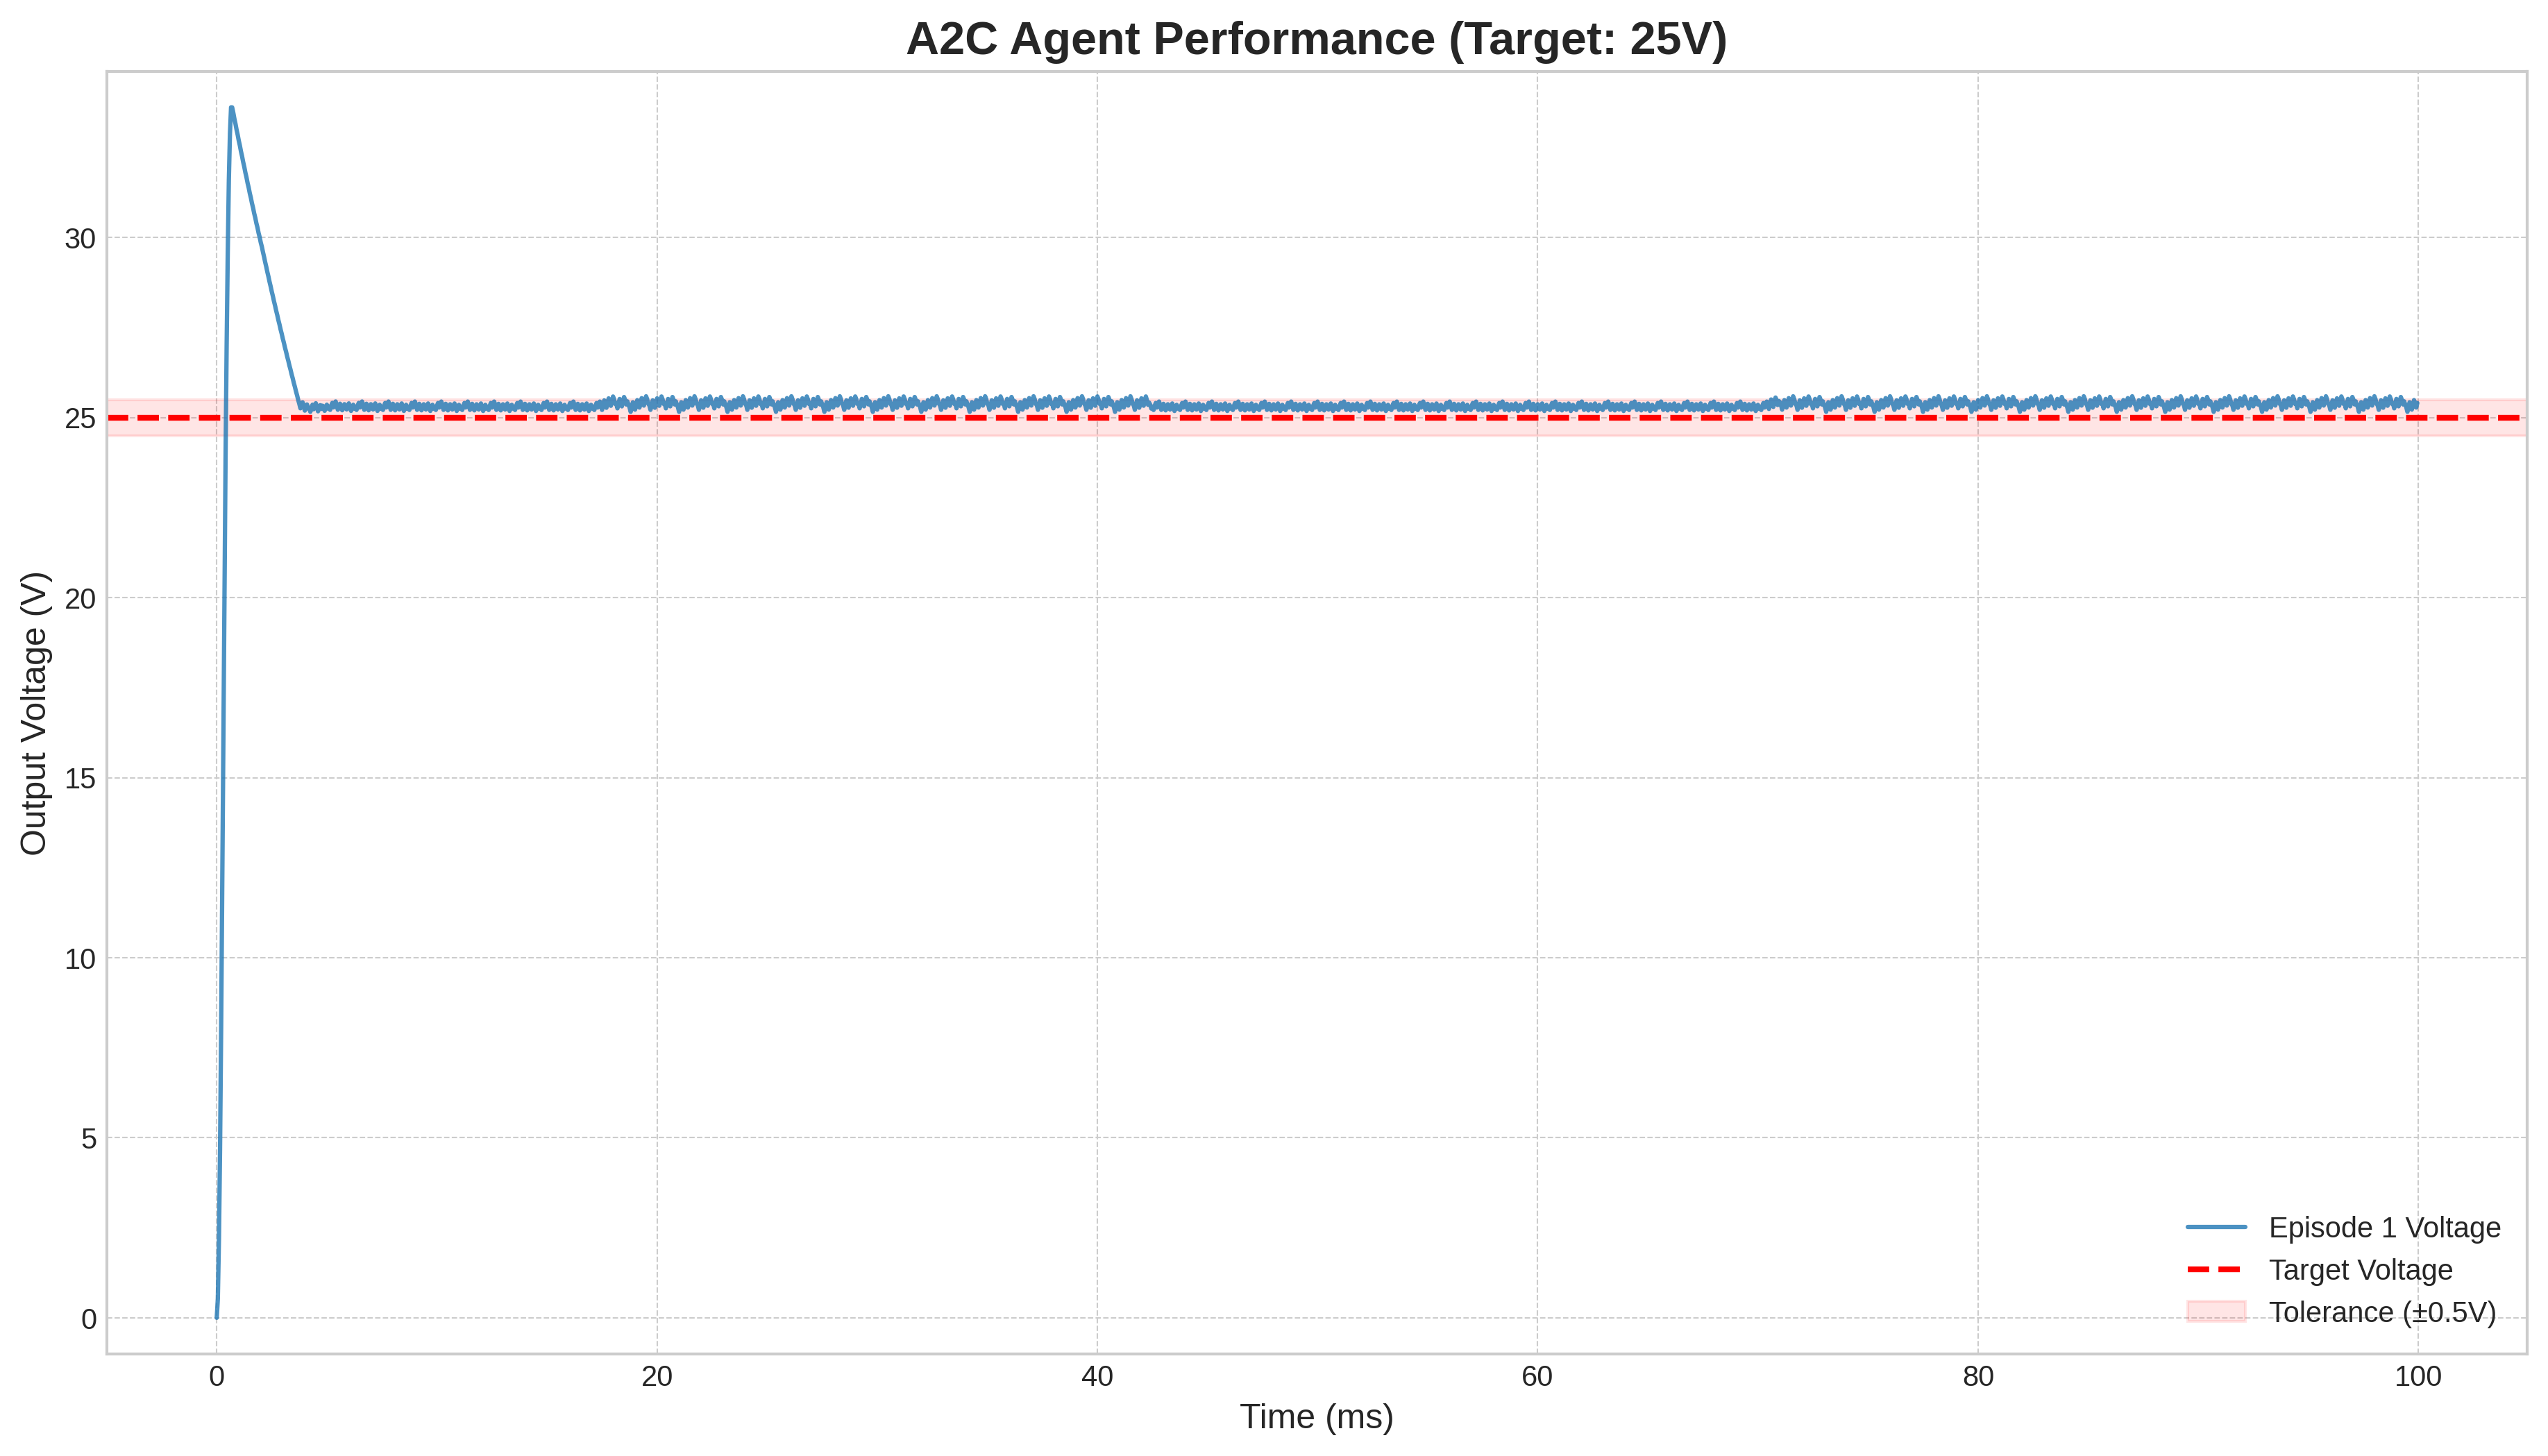 A2C Agent Performance (Target: 25V)
Output Voltage (V)
30
25
20
15
10
5
0
0 20 40 60 80 100
Time (ms)
Episode 1 Voltage
Target Voltage
Tolerance (±0.5V)